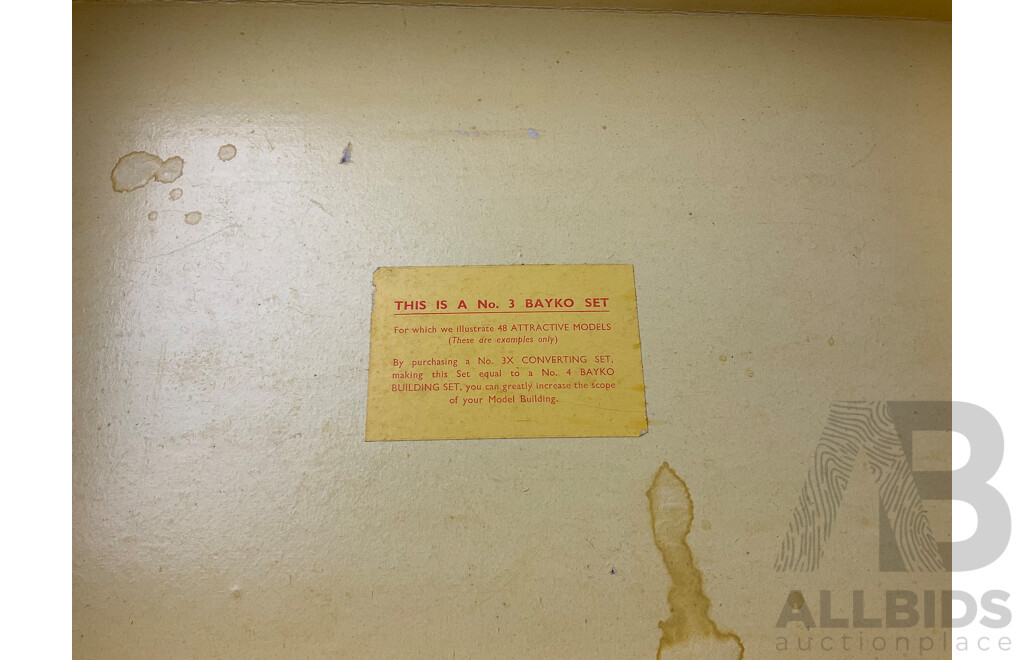 THIS IS A No. 3 BAYKO SET
For which we illustrate 48 ATTRACTIVE MODELS
(These are examples only)
By purchasing a No. 3X CONVERTING SET,
making this Set equal to a No. 4 BAYKO
BUILDING SET, you can greatly increase the scope
of your Model Building.
AB
ALLBIDS
auctionplace